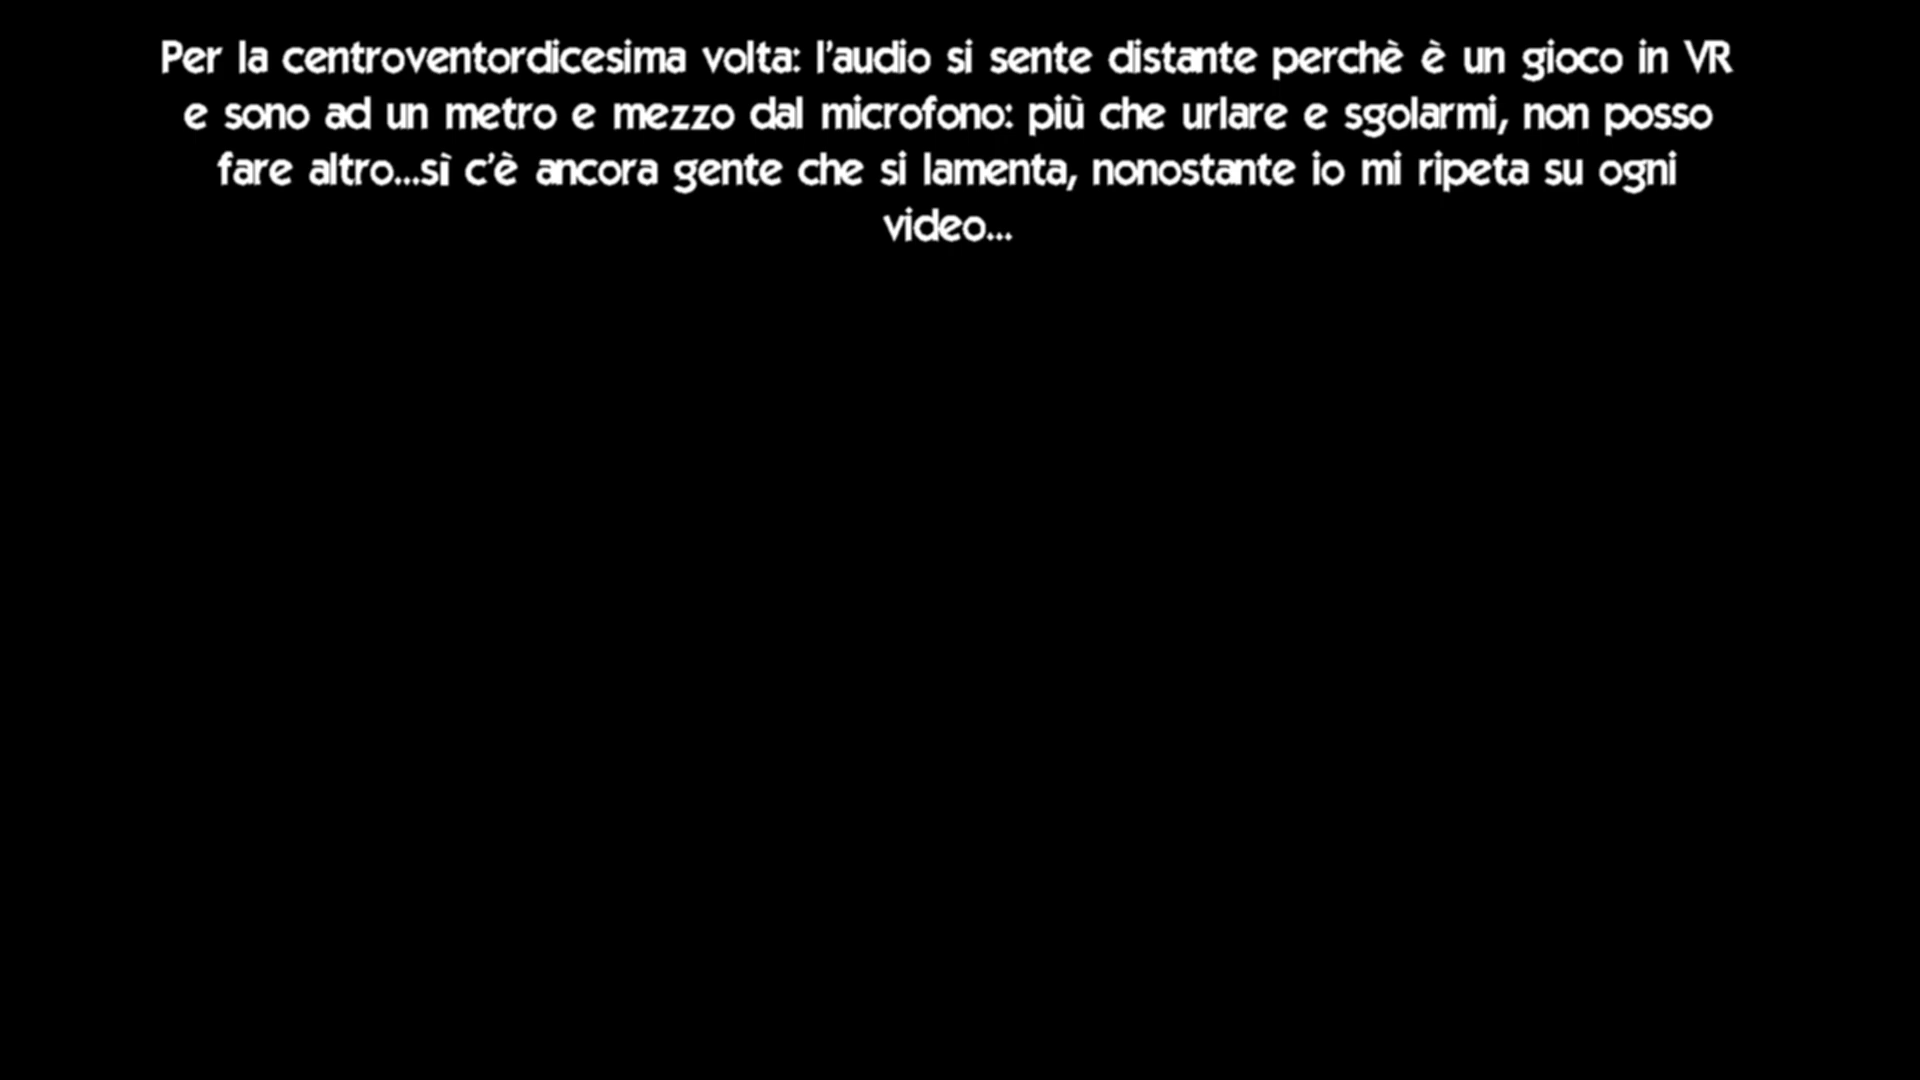 Per la centroventordicesima volta: l'audio si sente distante perchè è un gioco in VR
e sono ad un metro e mezzo dal microfono: più che urlare e sgolarmi, non posso
fare altro...sì c'è ancora gente che si lamenta, nonostante io mi ripeta su ogni
video...